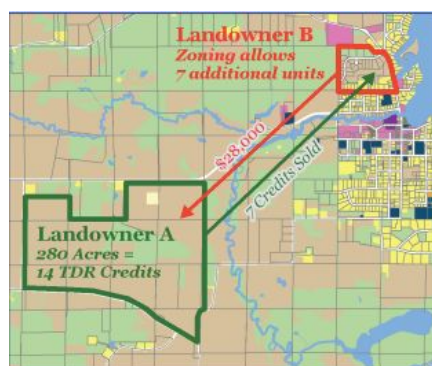 Landowner B
Zoning allows
7 additional units
$28,000
7 Credits Sold
Landowner A
280 Acres =
14 TDR Credits